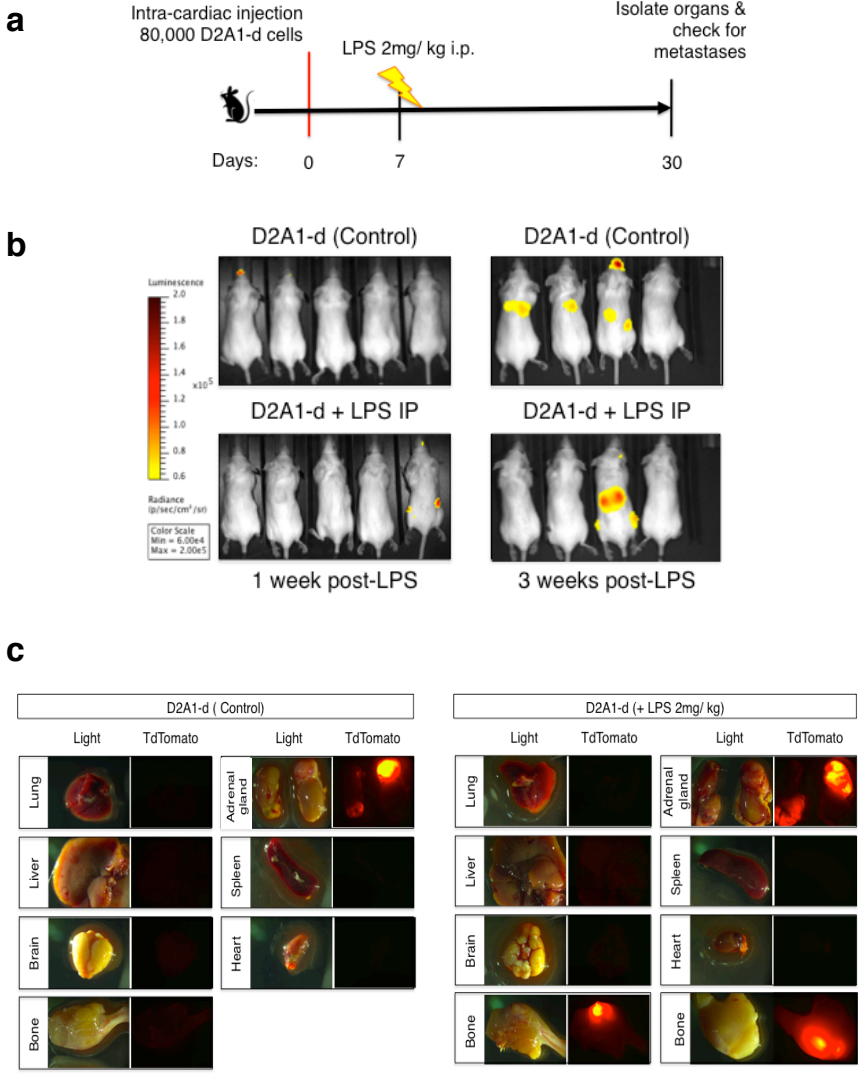 a
Intra-cardiac injection
80,000 D2A1-d cells
LPS 2mg/ kg i.p.
Isolate organs &
check for
metastases
Days:
0
7
30
b
D2A1-d (Control)
D2A1-d (Control)
Luminescence
2.0
1.8
1.6
1.4
x10^5
1.2
1.0
0.8
0.6
Radiance
(p/sec/cm²/sr)
Color Scale
Min = 6.00e4
Max = 2.00e5
D2A1-d + LPS IP
D2A1-d + LPS IP
1 week post-LPS
3 weeks post-LPS
c
D2A1-d ( Control)
Light
TdTomato
Light
TdTomato
Lung
Adrenal
gland
Liver
Spleen
Brain
Heart
Bone
D2A1-d (+ LPS 2mg/ kg)
Light
TdTomato
Light
TdTomato
Lung
Adrenal
gland
Liver
Spleen
Brain
Heart
Bone
Bone